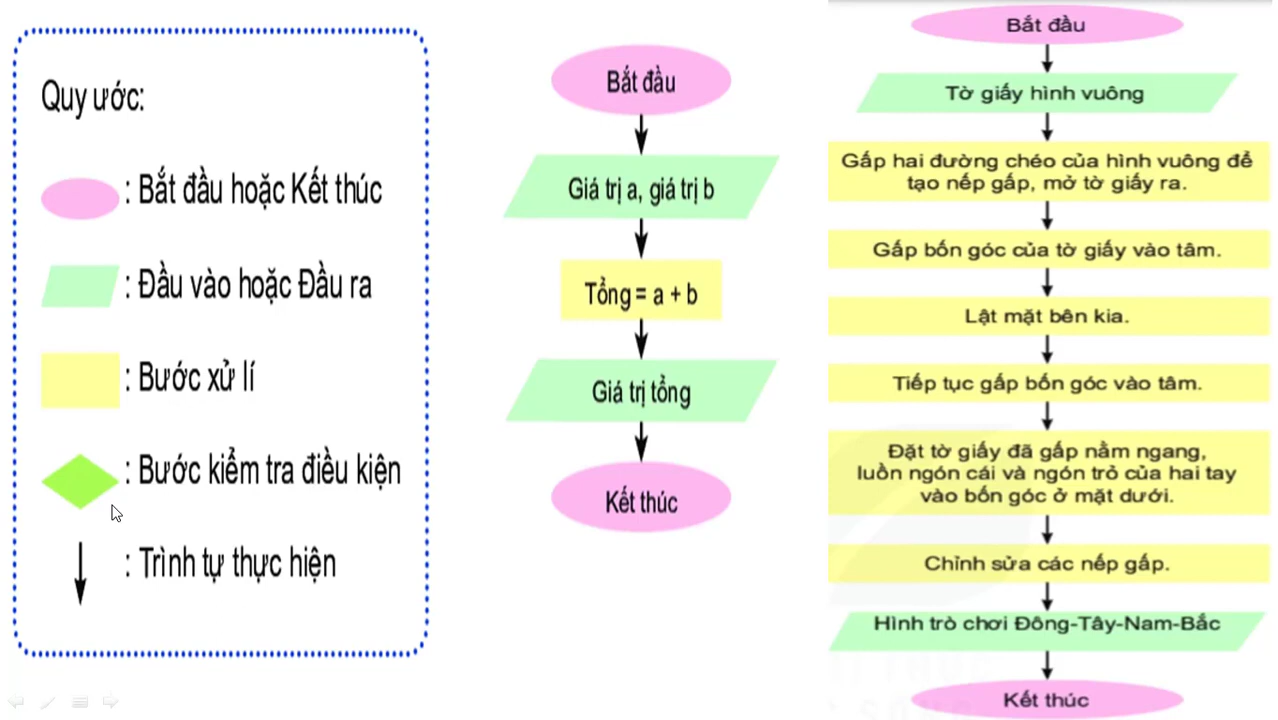 Quy ước:
: Bắt đầu hoặc Kết thúc
: Đầu vào hoặc Đầu ra
: Bước xử lí
: Bước kiểm tra điều kiện
: Trình tự thực hiện
Bắt đầu
Giá trị a, giá trị b
Tổng = a + b
Giá trị tổng
Kết thúc
Bắt đầu
Tờ giấy hình vuông
Gấp hai đường chéo của hình vuông để
tạo nếp gấp, mở tờ giấy ra.
Gấp bốn góc của tờ giấy vào tâm.
Lật mặt bên kia.
Tiếp tục gấp bốn góc vào tâm.
Đặt tờ giấy đã gấp nằm ngang,
luồn ngón cái và ngón trỏ của hai tay
vào bốn góc ở mặt dưới.
Chỉnh sửa các nếp gấp.
Hình trò chơi Đông-Tây-Nam-Bắc
Kết thúc